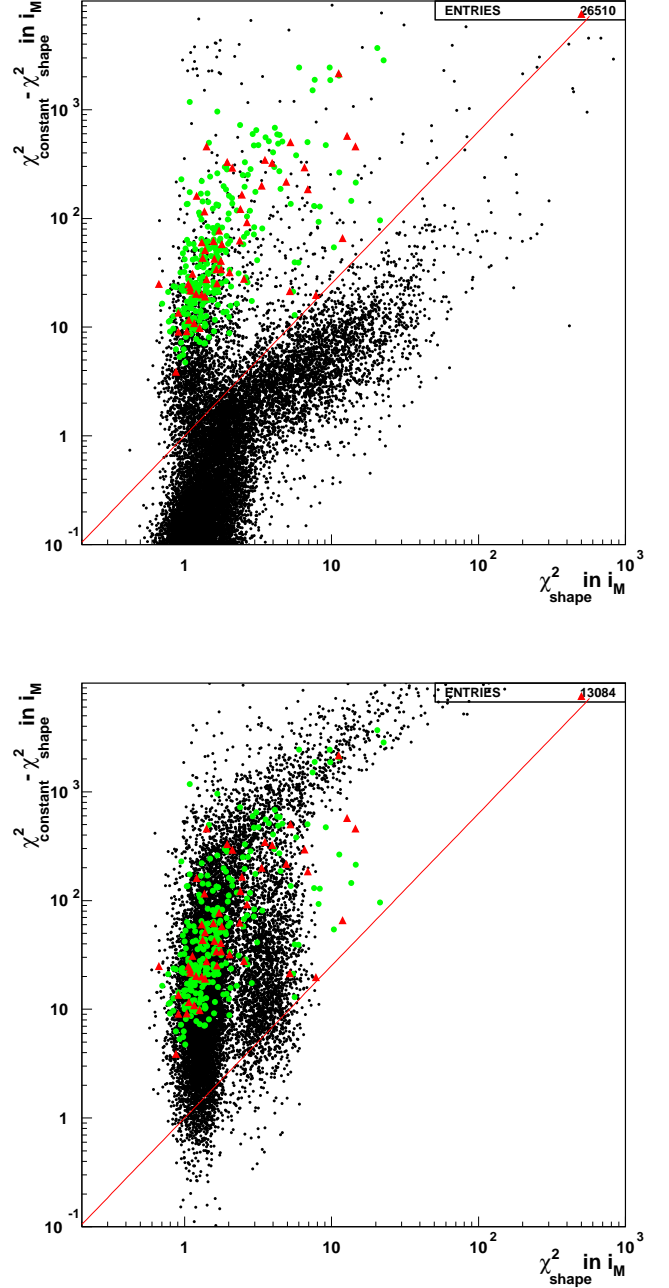 ENTRIES 26510
χ²constant - χ²shape in iM
10³
10²
10
1
10⁻¹
1 10 10² 10³
χ²shape in iM
ENTRIES 13084
χ²constant - χ²shape in iM
10³
10²
10
1
10⁻¹
1 10 10² 10³
χ²shape in iM